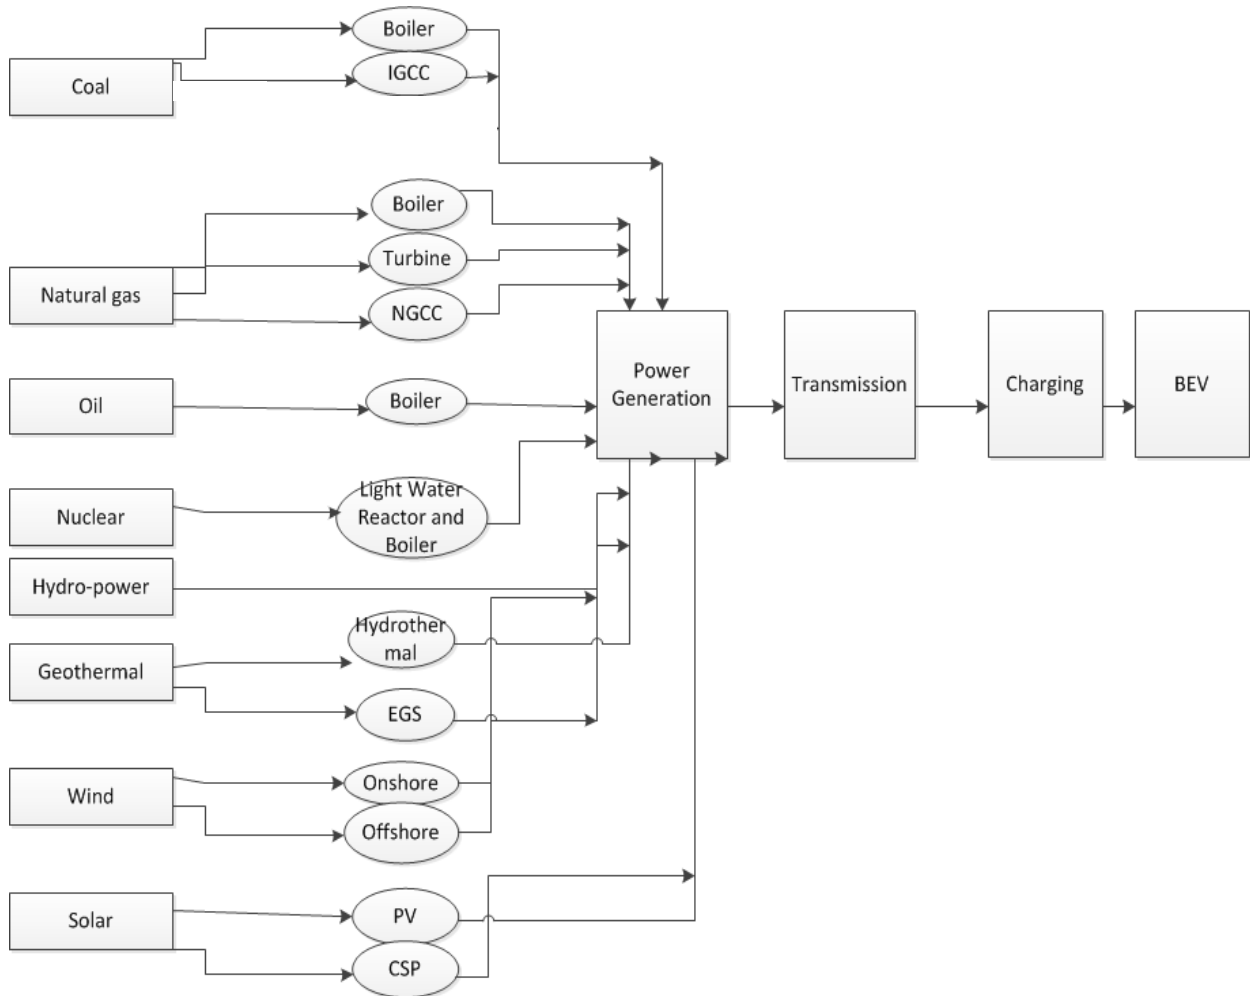 Boiler
IGCC
Coal
Boiler
Turbine
Natural gas
NGCC
Power
Generation
Transmission
Charging
BEV
Oil
Boiler
Nuclear
Light Water
Reactor and
Boiler
Hydro-power
Hydrother
mal
Geothermal
EGS
Wind
Onshore
Offshore
Solar
PV
CSP